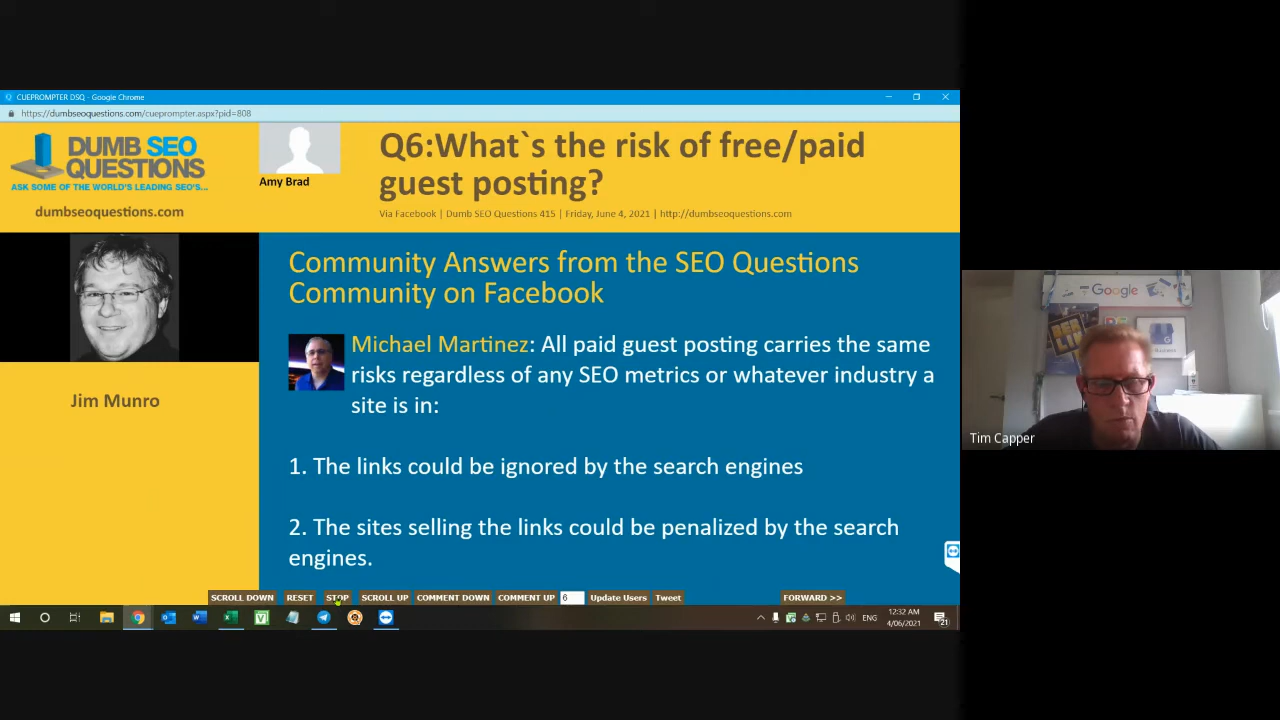 CUEPROMPTER DSQ - Google Chrome
https://dumbseoquestions.com/cueprompter.aspx?pid=808
DUMB SEO
QUESTIONS
ASK SOME OF THE WORLD'S LEADING SEO'S...
dumbseoquestions.com
Amy Brad
Q6:What`s the risk of free/paid
guest posting?
Via Facebook | Dumb SEO Questions 415 | Friday, June 4, 2021 | http://dumbseoquestions.com
Jim Munro
Community Answers from the SEO Questions
Community on Facebook
Michael Martinez: All paid guest posting carries the same
risks regardless of any SEO metrics or whatever industry a
site is in:
1. The links could be ignored by the search engines
2. The sites selling the links could be penalized by the search
engines.
SCROLL DOWN RESET STOP SCROLL UP COMMENT DOWN COMMENT UP 6 Update Users Tweet FORWARD >>
ENG
12:32 AM
4/06/2021
21
Google
Tim Capper